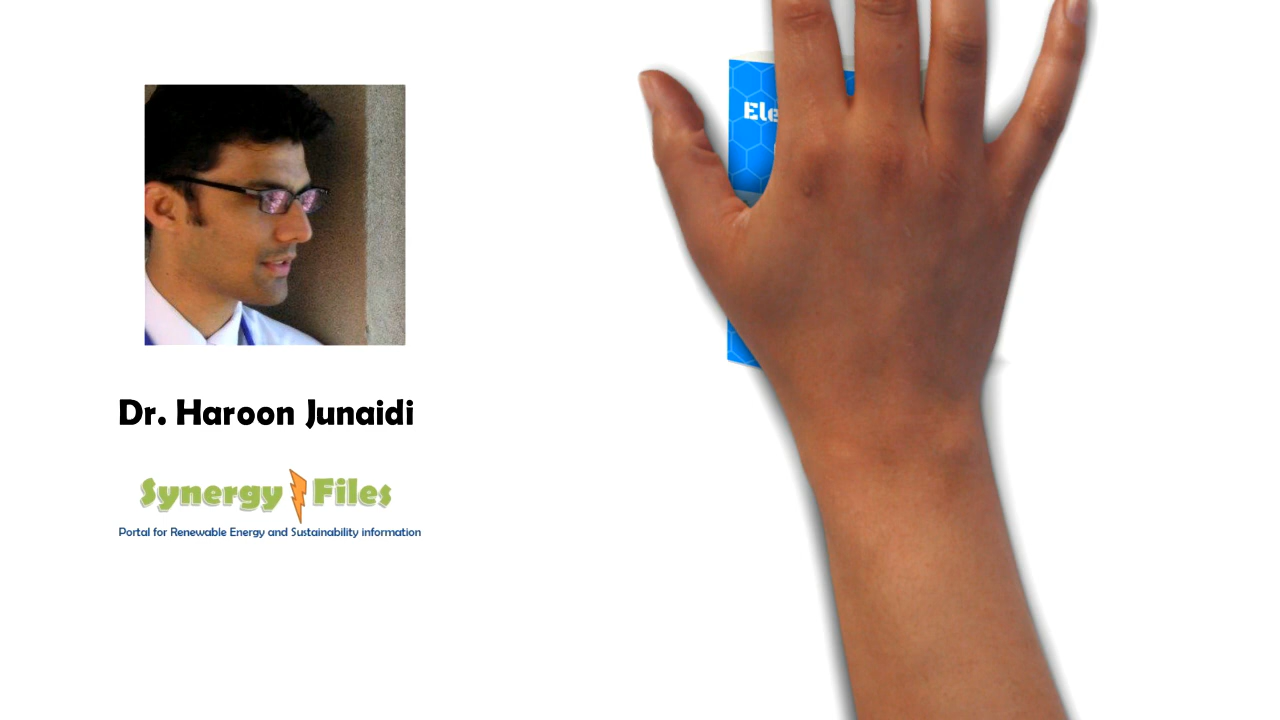 Dr. Haroon Junaidi
Synergy Files
Portal for Renewable Energy and Sustainability information